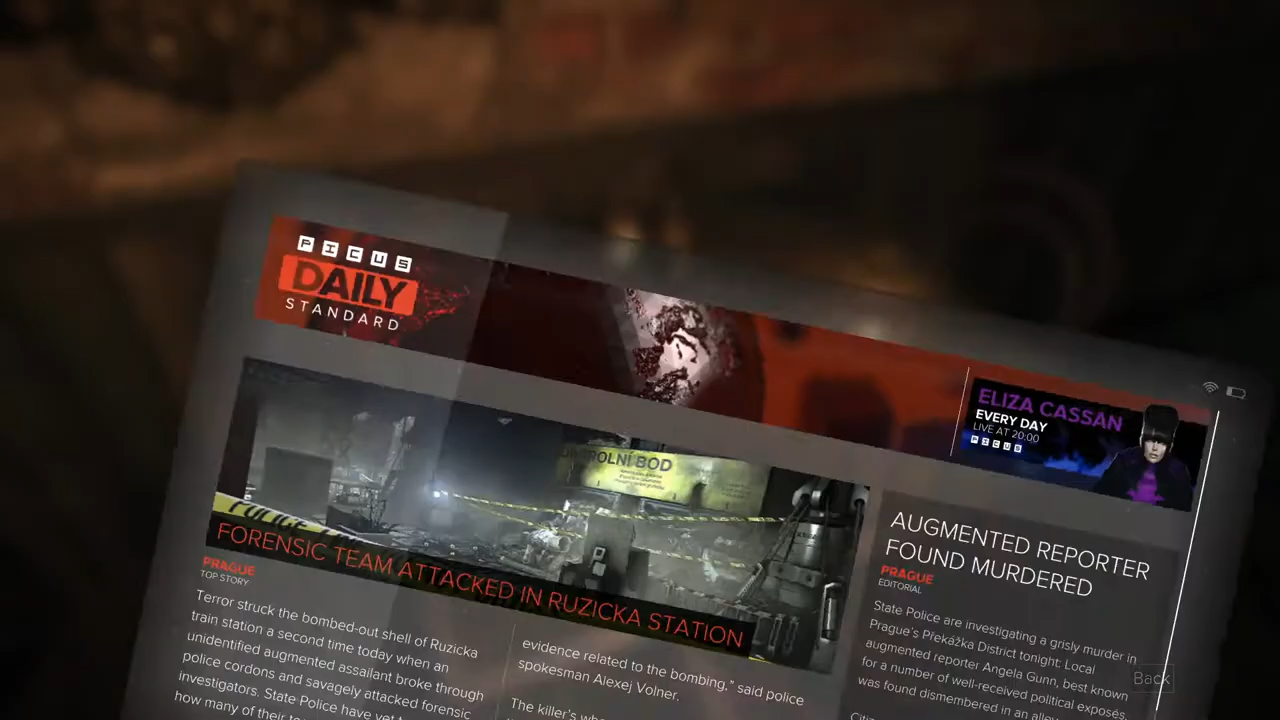 PICUS
DAILY
STANDARD
ELIZA CASSAN
EVERY DAY
LIVE AT 20:00
PICUS
ROLNÍ BOD
POLICE
FORENSIC TEAM ATTACKED IN RUZICKA STATION
PRAGUE
TOP STORY
Terror struck the bombed-out shell of Ruzicka
train station a second time today when an
unidentified augmented assailant broke through
police cordons and savagely attacked forensic
investigators. State Police have yet
how many of their
evidence related to the bombing," said police
spokesman Alexej Volner.
The killer's
AUGMENTED REPORTER
FOUND MURDERED
PRAGUE
EDITORIAL
State Police are investigating a grisly murder in
Prague's Překážka District tonight: Local
augmented reporter Angela Gunn, best known
for a number of well-received political exposés,
was found dismembered in an
Back